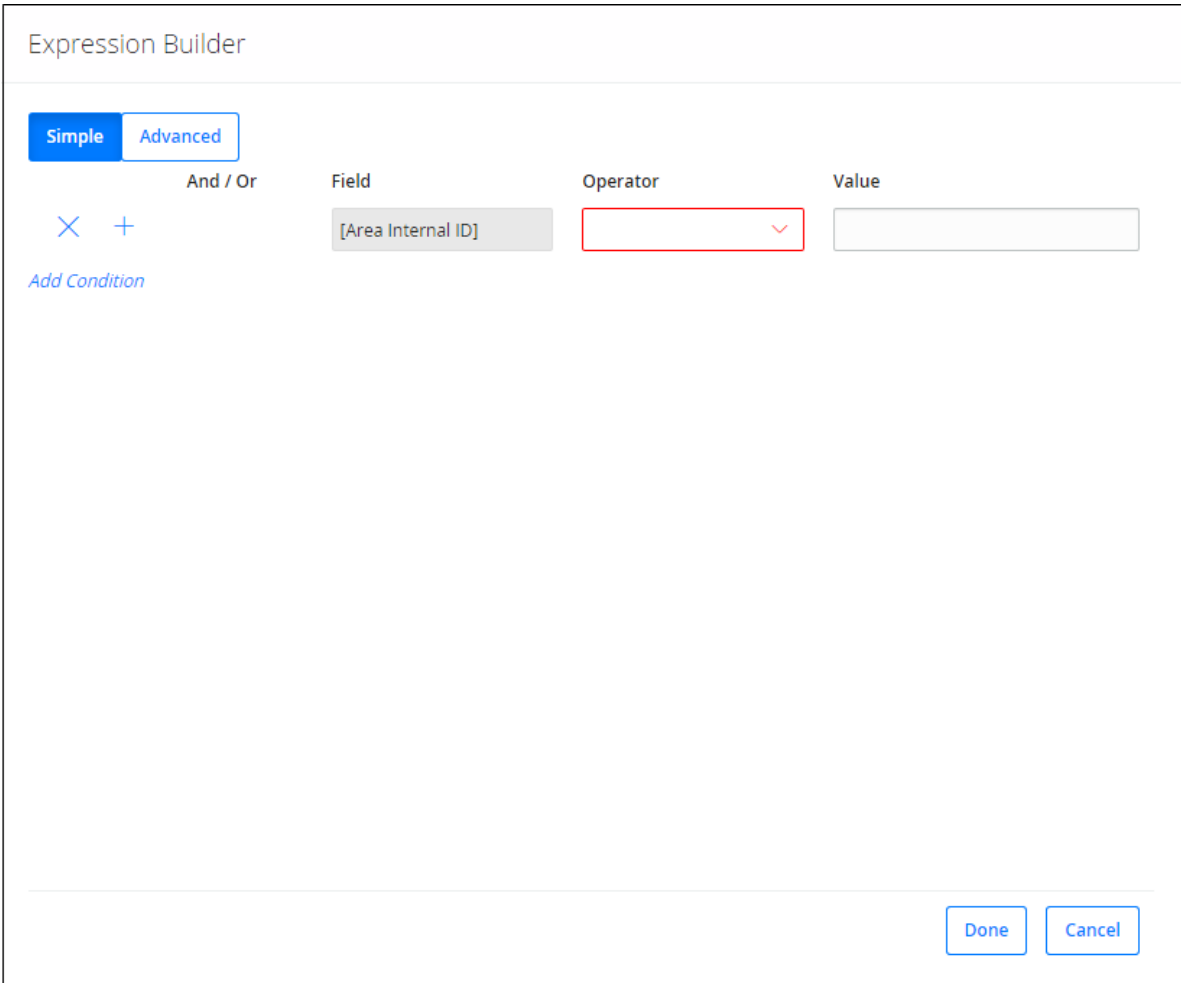 Expression Builder
Simple Advanced
And / Or Field Operator Value
[Area Internal ID]
Add Condition
Done Cancel